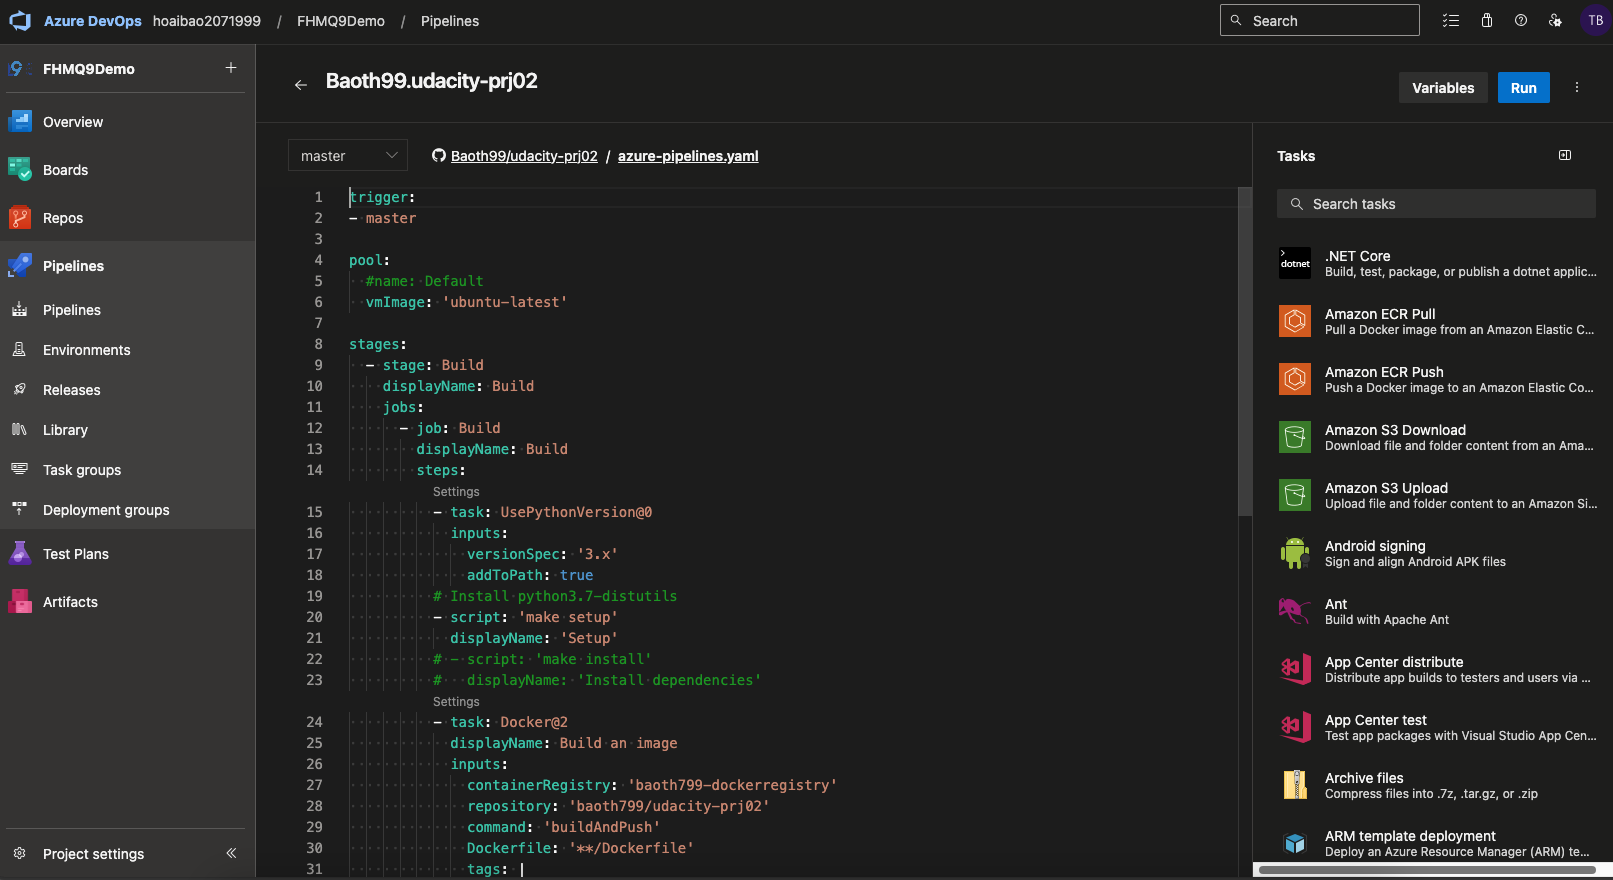 Azure DevOps hoaibao2071999 / FHMQ9Demo / Pipelines
Search
TB
FHMQ9Demo
Overview
Boards
Repos
Pipelines
Pipelines
Environments
Releases
Library
Task groups
Deployment groups
Test Plans
Artifacts
Project settings
Baoth99.udacity-prj02
Variables
Run
master
Baoth99/udacity-prj02 / azure-pipelines.yaml
1 trigger:
2 - master
3
4 pool:
5 #name: Default
6 vmImage: 'ubuntu-latest'
7
8 stages:
9 - stage: Build
10 displayName: Build
11 jobs:
12 - job: Build
13 displayName: Build
14 steps:
Settings
15 - task: UsePythonVersion@0
16 inputs:
17 versionSpec: '3.x'
18 addToPath: true
19 # Install python3.7-distutils
20 - script: 'make setup'
21 displayName: 'Setup'
22 # - script: 'make install'
23 # displayName: 'Install dependencies'
Settings
24 - task: Docker@2
25 displayName: Build an image
26 inputs:
27 containerRegistry: 'baoth799-dockerregistry'
28 repository: 'baoth799/udacity-prj02'
29 command: 'buildAndPush'
30 Dockerfile: '**/Dockerfile'
31 tags: |
Tasks
Search tasks
dotnet
.NET Core
Build, test, package, or publish a dotnet applic...
Amazon ECR Pull
Pull a Docker image from an Amazon Elastic C...
Amazon ECR Push
Push a Docker image to an Amazon Elastic Co...
Amazon S3 Download
Download file and folder content from an Ama...
Amazon S3 Upload
Upload file and folder content to an Amazon Si...
Android signing
Sign and align Android APK files
Ant
Build with Apache Ant
App Center distribute
Distribute app builds to testers and users via ...
App Center test
Test app packages with Visual Studio App Cen...
Archive files
Compress files into .7z, .tar.gz, or .zip
ARM template deployment
Deploy an Azure Resource Manager (ARM) te...